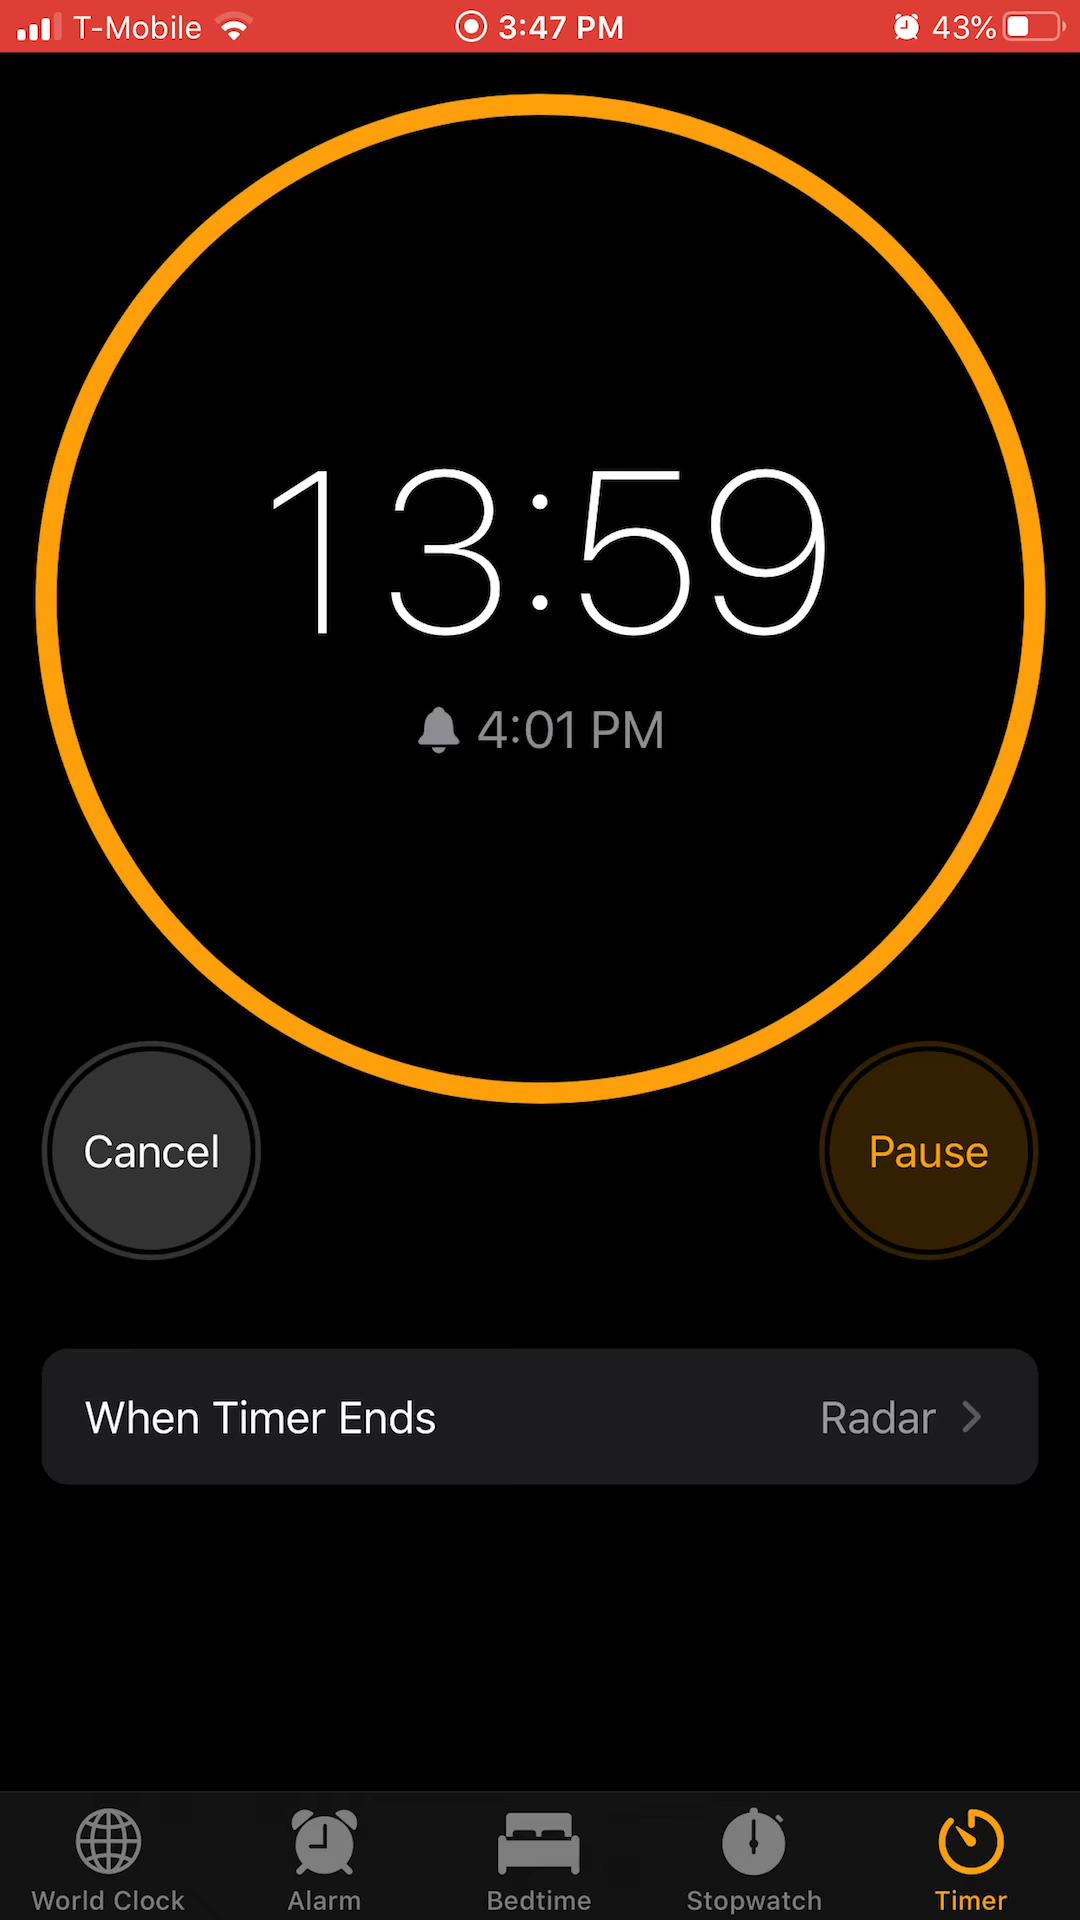 T-Mobile 3:47 PM 43%
13:59
4:01 PM
Cancel Pause
When Timer Ends Radar
World Clock Alarm Bedtime Stopwatch Timer